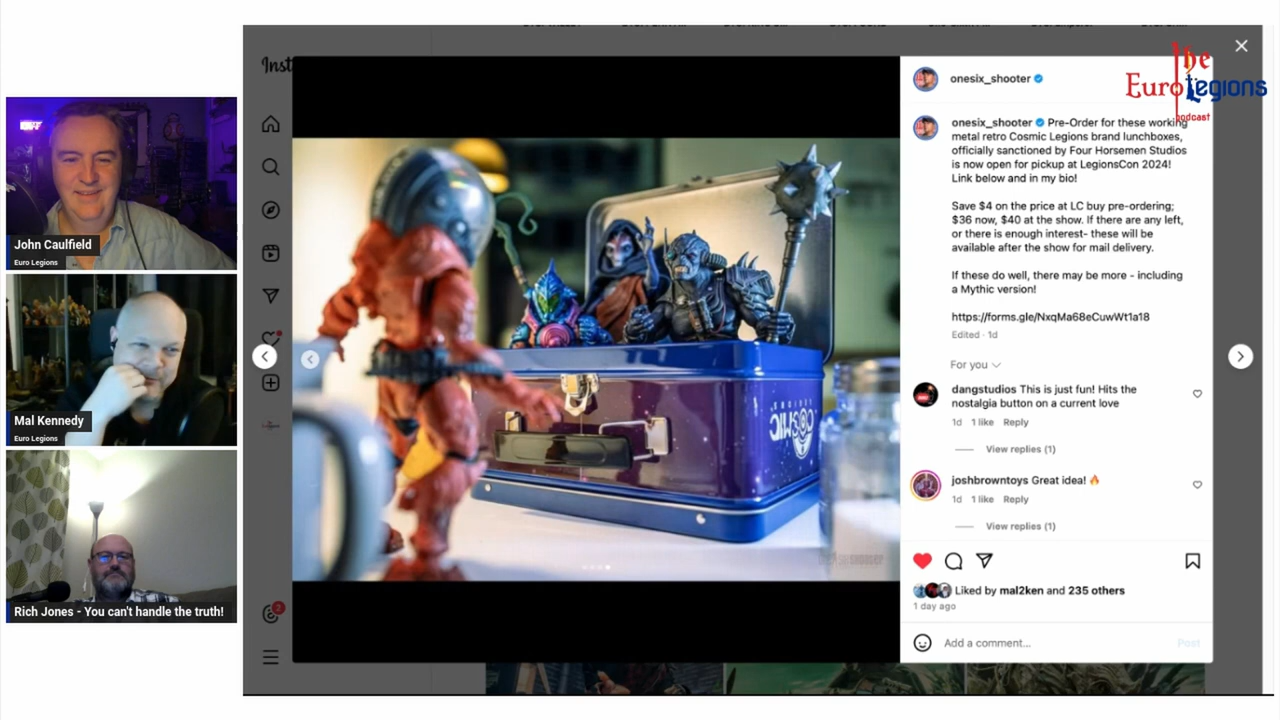 The
EuroLegions
podcast
John Caulfield
Euro Legions
Mal Kennedy
Euro Legions
Rich Jones - You can't handle the truth!
Inst
2
COSMIC
LEGIONS
onesix_shooter
onesix_shooter Pre-Order for these working
metal retro Cosmic Legions brand lunchboxes,
officially sanctioned by Four Horsemen Studios
is now open for pickup at LegionsCon 2024!
Link below and in my bio!
Save $4 on the price at LC buy pre-ordering;
$36 now, $40 at the show. If there are any left,
or there is enough interest- these will be
available after the show for mail delivery.
If these do well, there may be more - including
a Mythic version!
https://forms.gle/NxqMa68eCuwWt1a18
Edited · 1d
For you
dangstudios This is just fun! Hits the
nostalgia button on a current love
1d 1 like Reply
View replies (1)
joshbrowntoys Great idea! 🔥
1d 1 like Reply
View replies (1)
Liked by mal2ken and 235 others
1 day ago
Add a comment...
Post